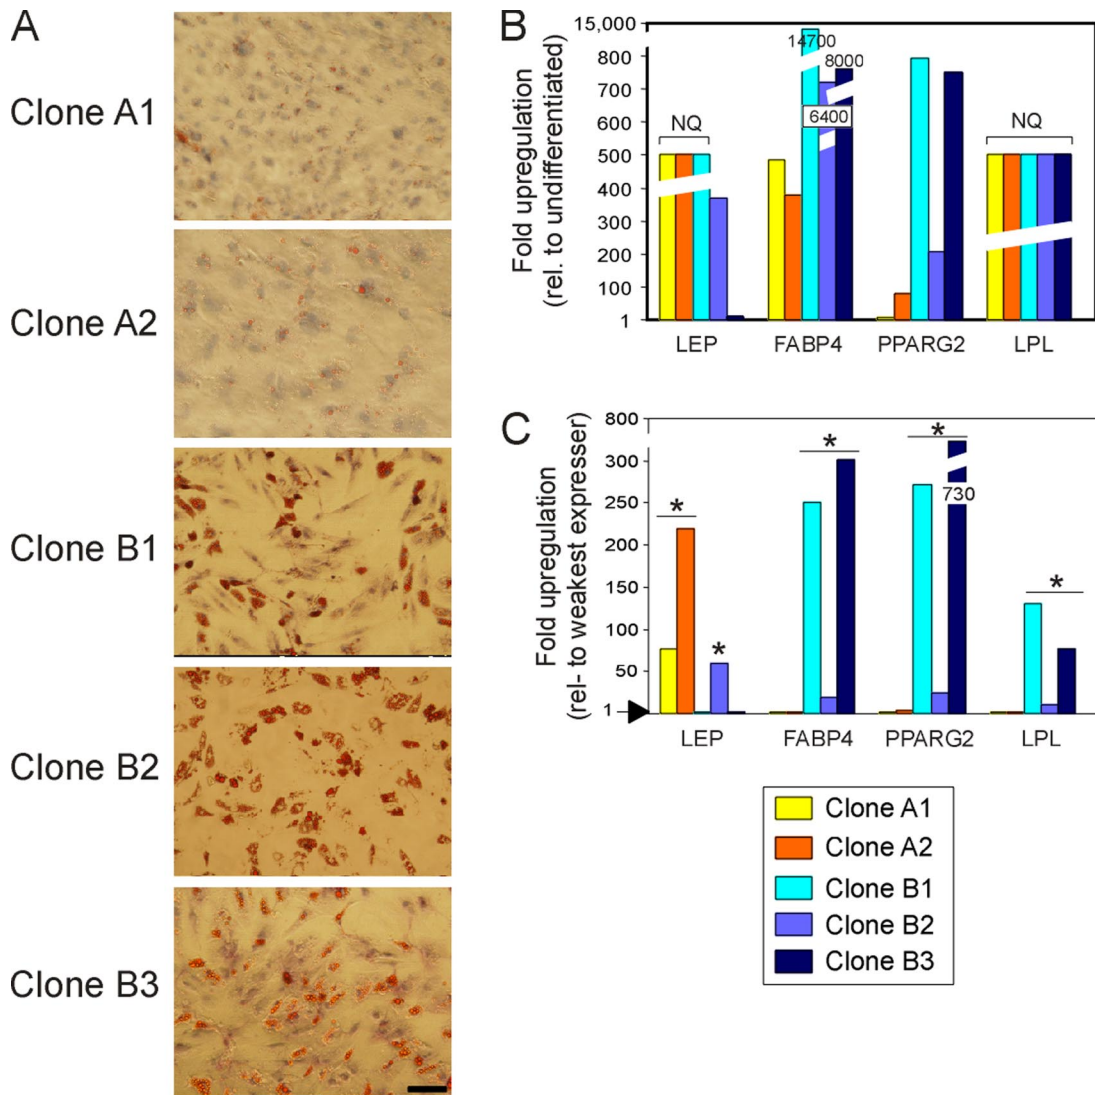 A
Clone A1
Clone A2
Clone B1
Clone B2
Clone B3
B
Fold upregulation
(rel. to undifferentiated)
15,000
800
700
600
500
400
300
200
100
1
NQ
14700
8000
6400
NQ
LEP FABP4 PPARG2 LPL
C
Fold upregulation
(rel- to weakest expresser)
800
300
250
200
150
100
50
1
*
*
*
*
730
*
LEP FABP4 PPARG2 LPL
Clone A1
Clone A2
Clone B1
Clone B2
Clone B3